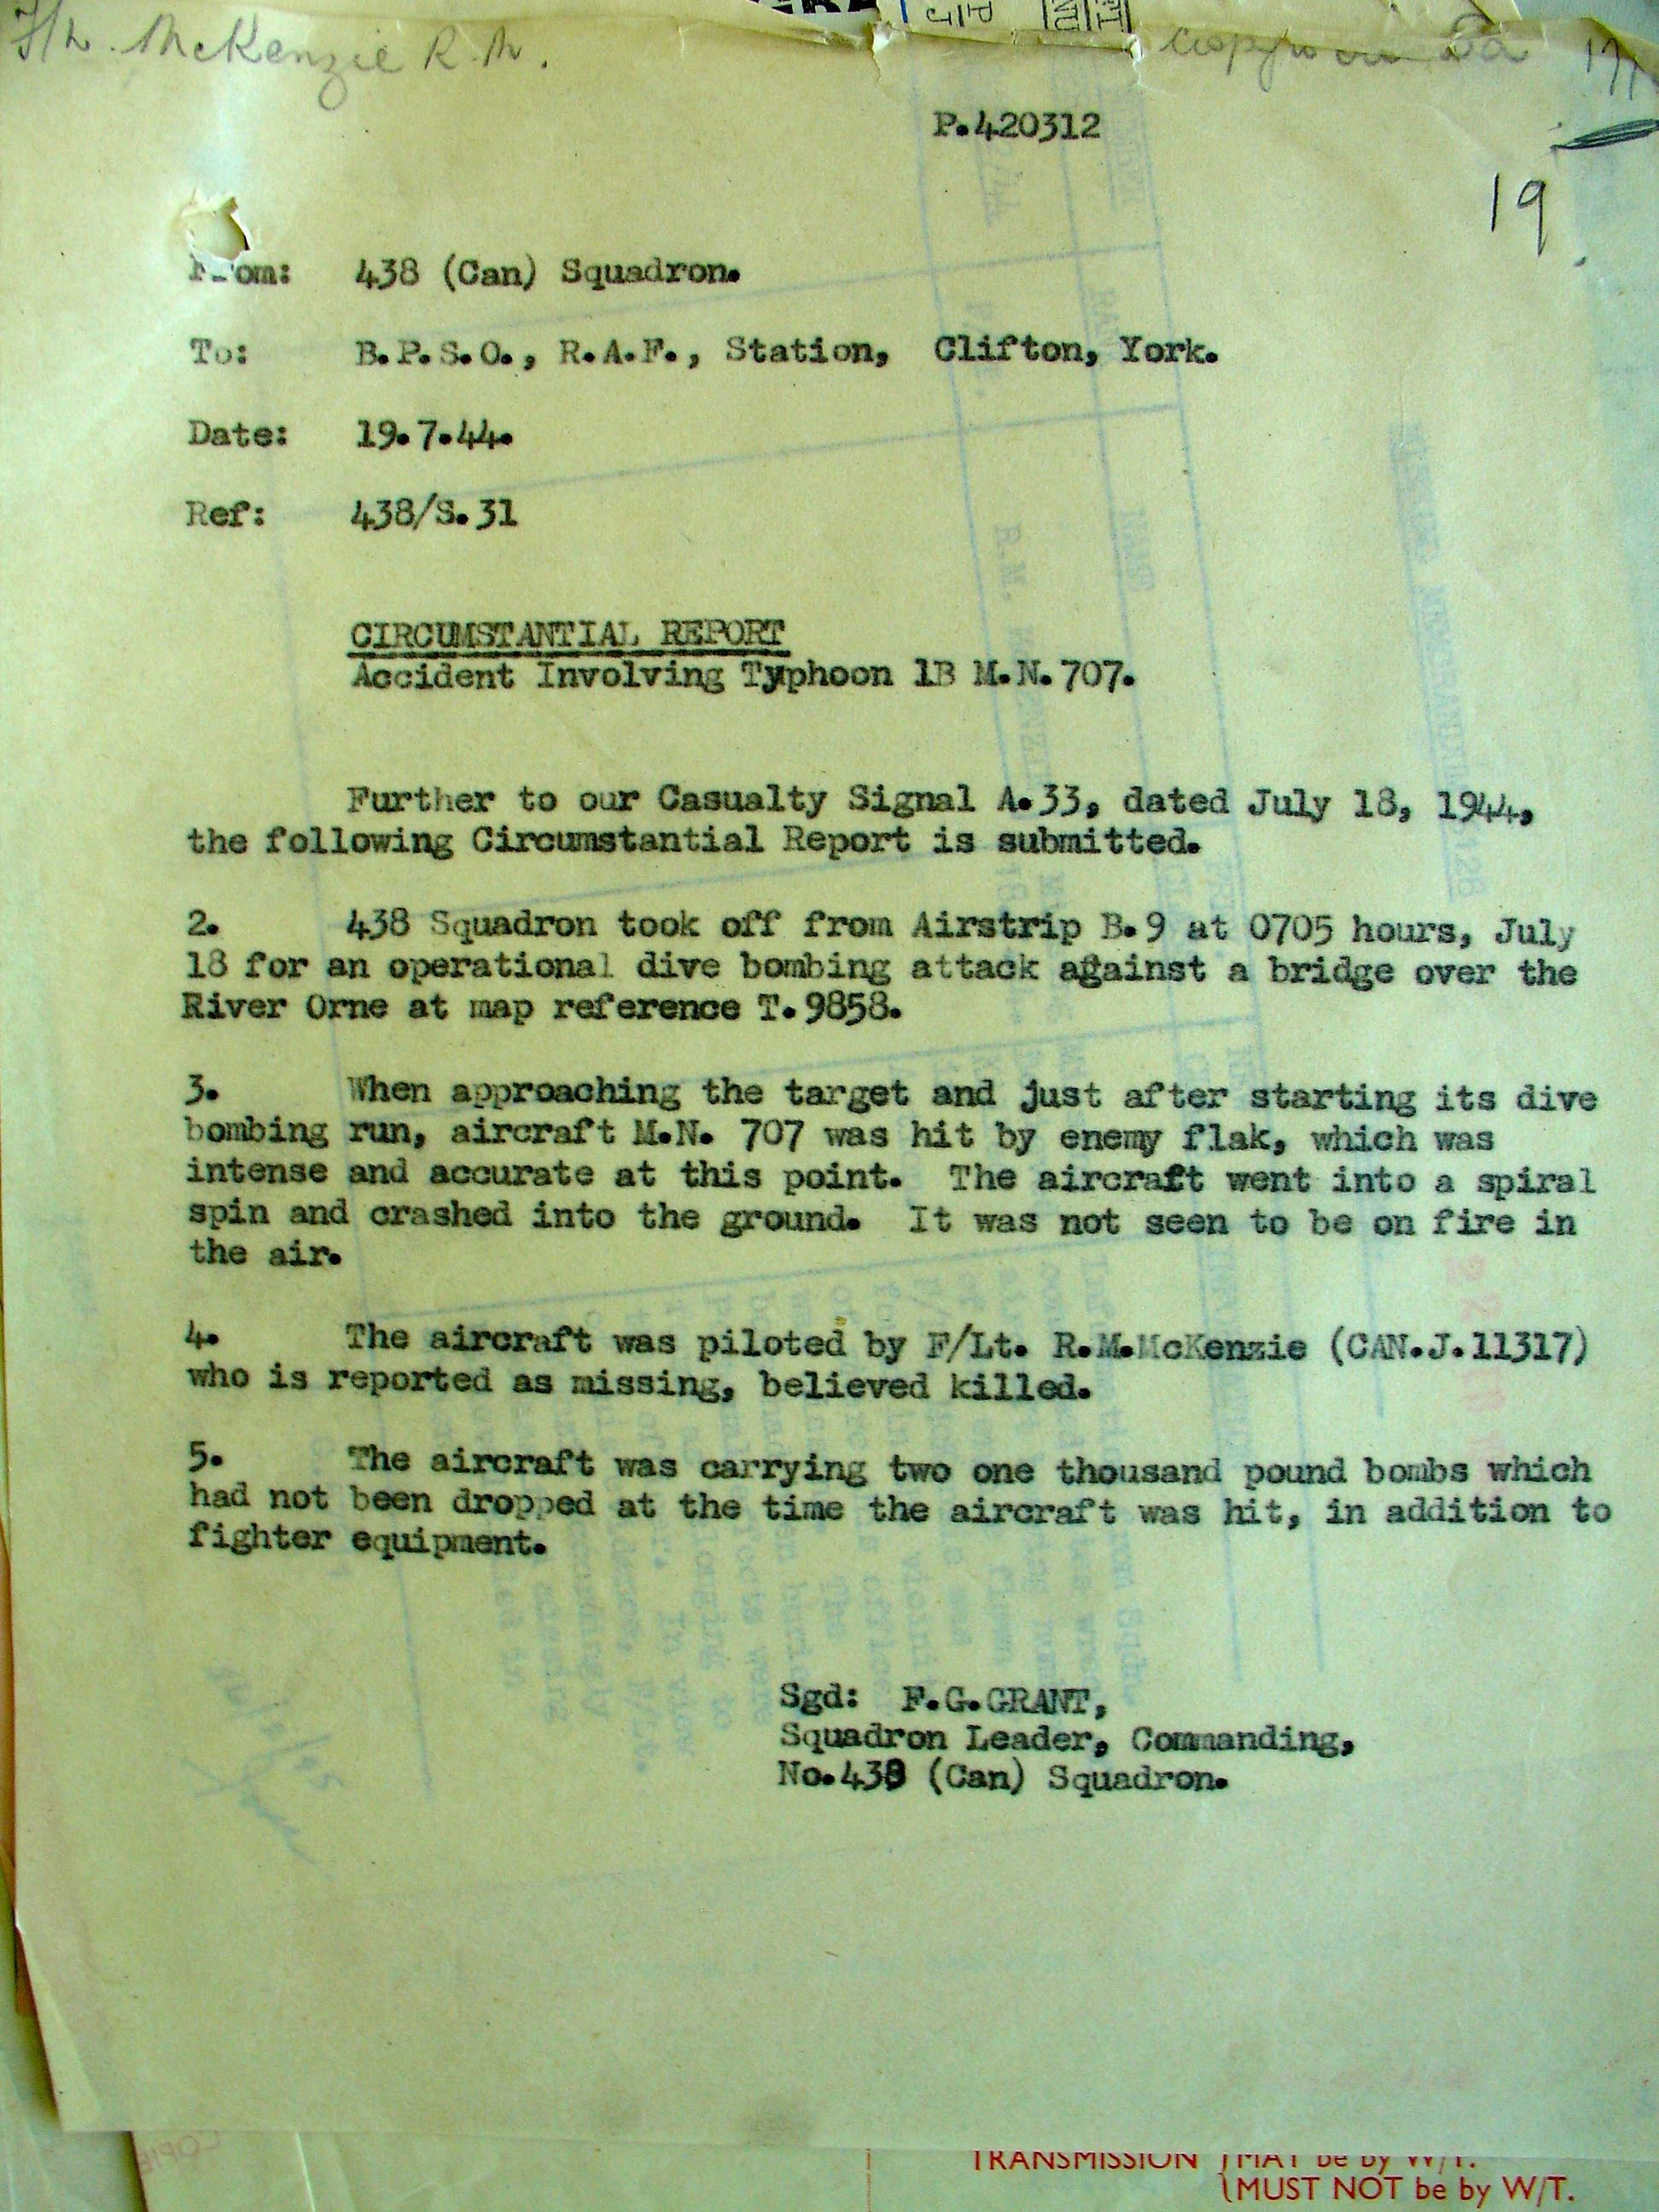 McKenzie R.M.
P.420312
19
From: 438 (Can) Squadron.
To: B.P.S.O., R.A.F., Station, Clifton, York.
Date: 19.7.44.
Ref: 438/S.31
CIRCUMSTANTIAL REPORT
Accident Involving Typhoon 1B M.N.707.
Further to our Casualty Signal A.33, dated July 18, 1944,
the following Circumstantial Report is submitted.
2. 438 Squadron took off from Airstrip B.9 at 0705 hours, July
18 for an operational dive bombing attack against a bridge over the
River Orne at map reference T.9858.
3. When approaching the target and just after starting its dive
bombing run, aircraft M.N. 707 was hit by enemy flak, which was
intense and accurate at this point. The aircraft went into a spiral
spin and crashed into the ground. It was not seen to be on fire in
the air.
4. The aircraft was piloted by F/Lt. R.M.McKenzie (CAN.J.11317)
who is reported as missing, believed killed.
5. The aircraft was carrying two one thousand pound bombs which
had not been dropped at the time the aircraft was hit, in addition to
fighter equipment.
Sgd: F.G.GRANT,
Squadron Leader, Commanding,
No.438 (Can) Squadron.
TRANSMISSION (MAY be by W/T.
(MUST NOT be by W/T.